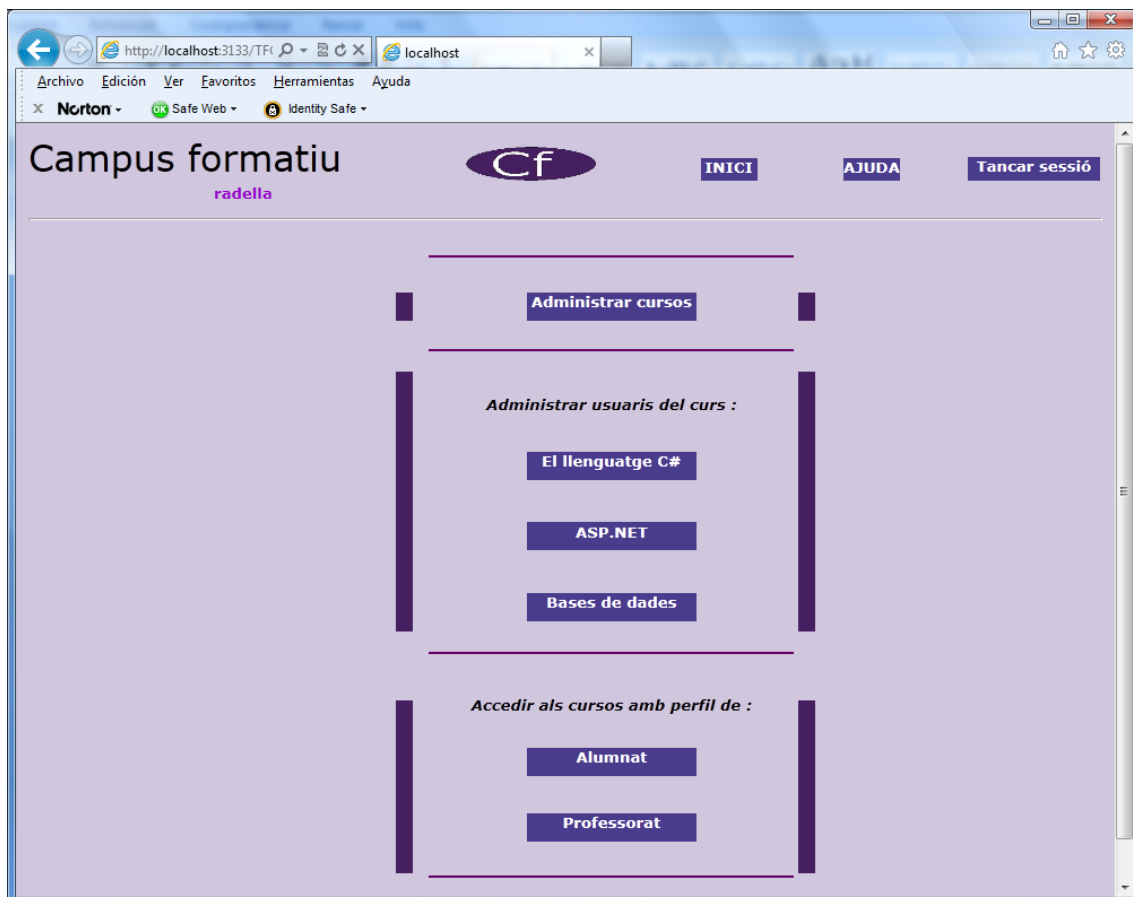 http://localhost:3133/TF( localhost
Archivo Edición Ver Favoritos Herramientas Ayuda
Norton OK Safe Web Identity Safe
Campus formatiu Cf INICI AJUDA Tancar sessió
radella
Administrar cursos
Administrar usuaris del curs :
El llenguatge C#
ASP.NET
Bases de dades
Accedir als cursos amb perfil de :
Alumnat
Professorat